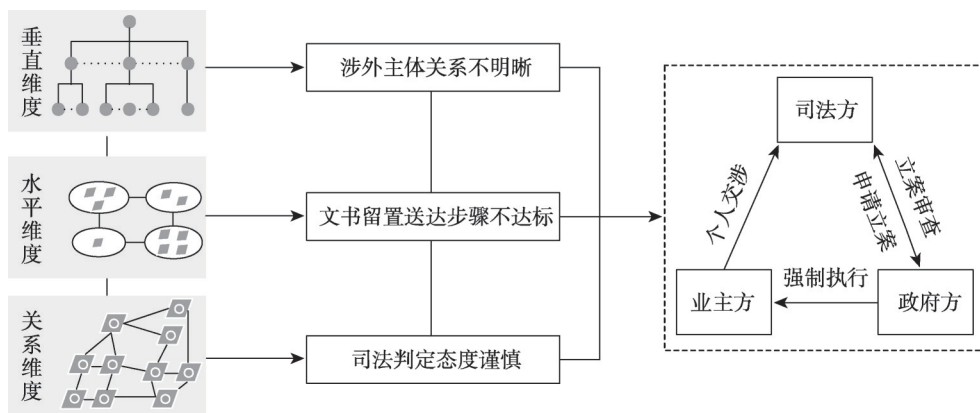 垂直维度
涉外主体关系不明晰
水平维度
文书留置送达步骤不达标
关系维度
司法判定态度谨慎
司法方
个人交涉
立案审查
申请立案
业主方
强制执行
政府方